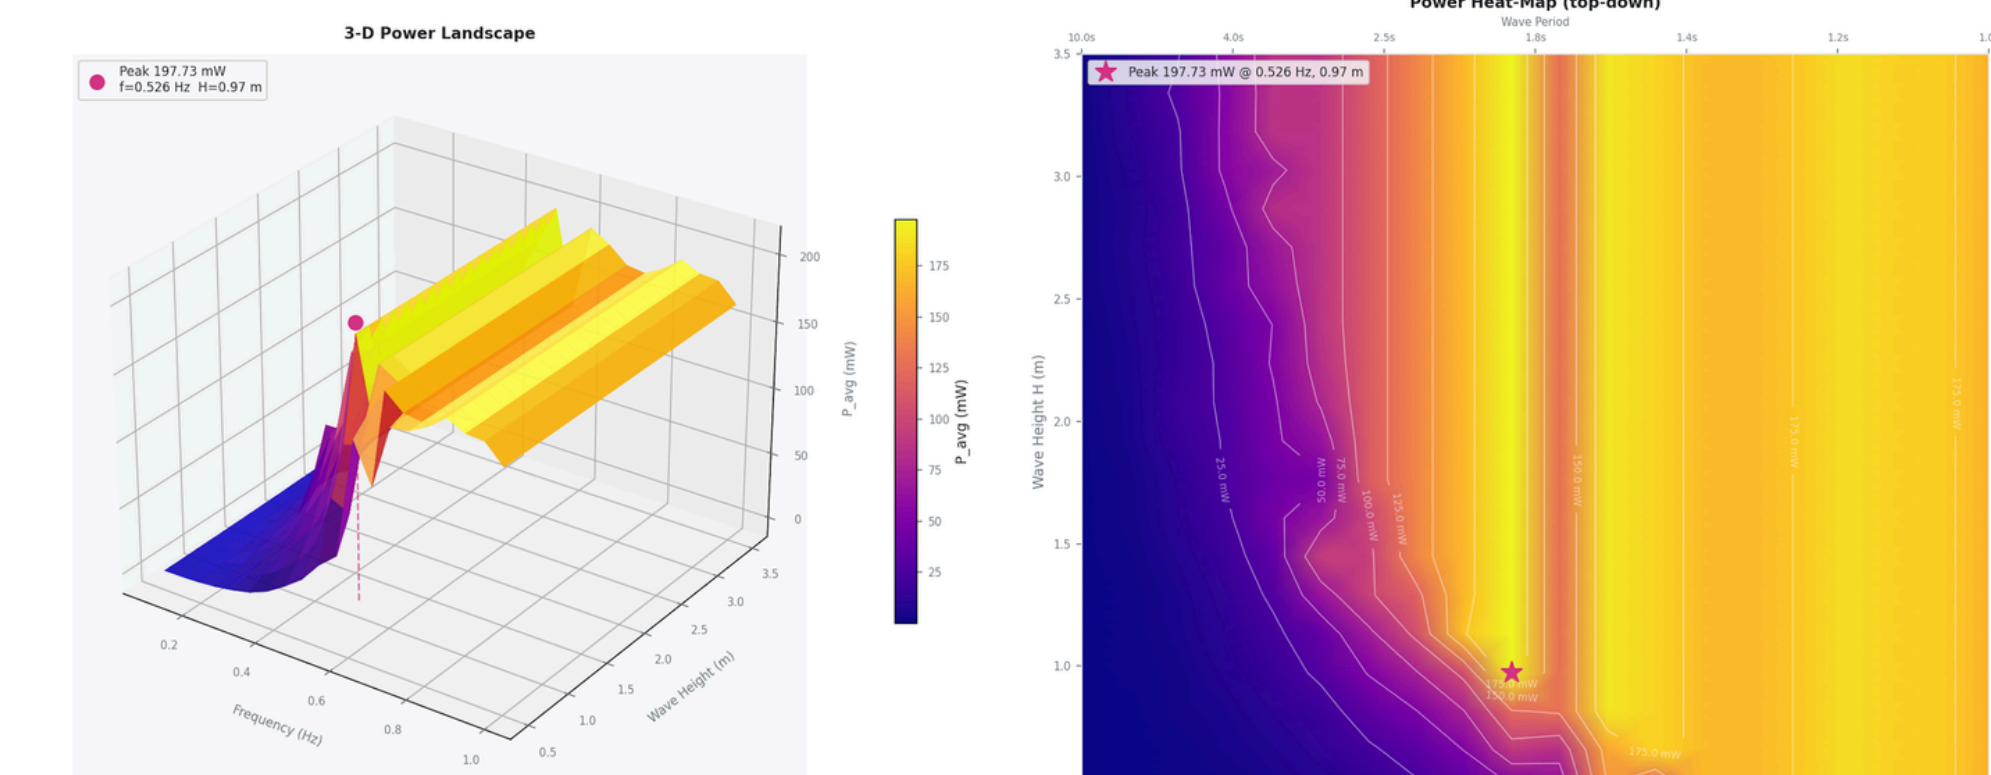 3-D Power Landscape
Peak 197.73 mW
f=0.526 Hz  H=0.97 m
200
150
100
50
0
P_avg (mW)
3.5
3.0
2.5
2.0
1.5
1.0
0.5
Wave Height (m)
0.2
0.4
0.6
0.8
1.0
Frequency (Hz)
175
150
125
100
75
50
25
P_avg (mW)
Power Heat-Map (top-down)
Wave Period
10.0s 4.0s 2.5s 1.8s 1.4s 1.2s
Peak 197.73 mW @ 0.526 Hz, 0.97 m
3.5
3.0
2.5
2.0
1.5
1.0
Wave Height H (m)
25.0 mW
50.0 mW
75.0 mW
100.0 mW
125.0 mW
150.0 mW
175.0 mW
175.0 mW
175.0 mW
150.0 mW
175.0 mW